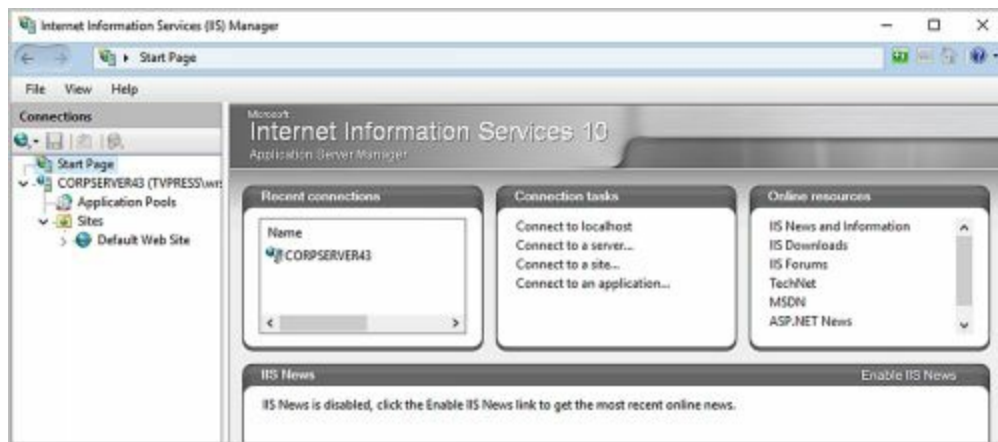 Internet Information Services (IIS) Manager
Start Page
File View Help
Connections
Start Page
CORPSERVER43 (TVPRESS\wrs
Application Pools
Sites
Default Web Site
Microsoft
Internet Information Services 10
Application Server Manager
Recent connections
Name
CORPSERVER43
Connection tasks
Connect to localhost
Connect to a server...
Connect to a site...
Connect to an application...
Online resources
IIS News and Information
IIS Downloads
IIS Forums
TechNet
MSDN
ASP.NET News
IIS News
Enable IIS News
IIS News is disabled, click the Enable IIS News link to get the most recent online news.